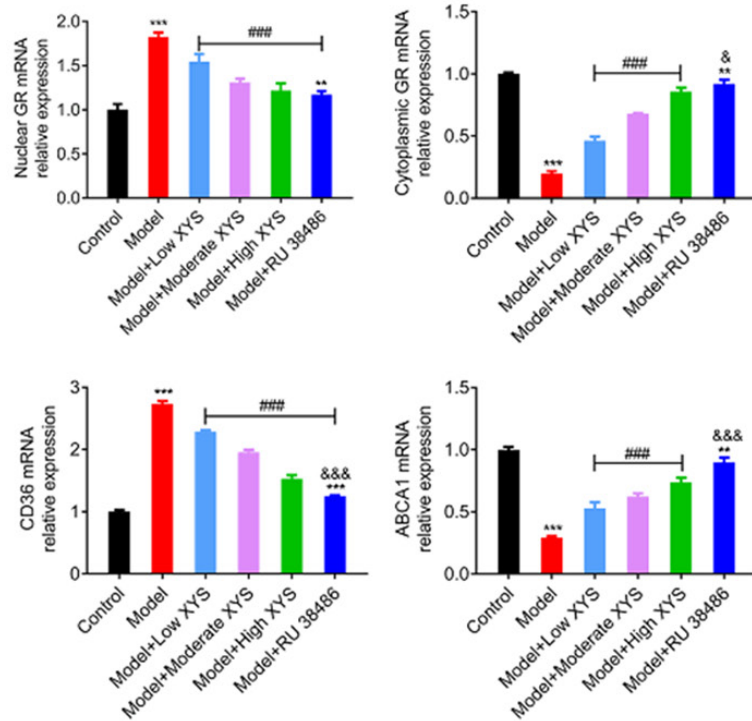 Nuclear GR mRNA
relative expression
2.0
1.5
1.0
0.5
0.0
***
###
**
Control
Model
Model+Low XYS
Model+Moderate XYS
Model+High XYS
Model+RU 38486
Cytoplasmic GR mRNA
relative expression
1.5
1.0
0.5
0.0
***
###
&
**
Control
Model
Model+Low XYS
Model+Moderate XYS
Model+High XYS
Model+RU 38486
CD36 mRNA
relative expression
3
2
1
0
***
###
&&&
***
Control
Model
Model+Low XYS
Model+Moderate XYS
Model+High XYS
Model+RU 38486
ABCA1 mRNA
relative expression
1.5
1.0
0.5
0.0
***
###
&&&
**
Control
Model
Model+Low XYS
Model+Moderate XYS
Model+High XYS
Model+RU 38486